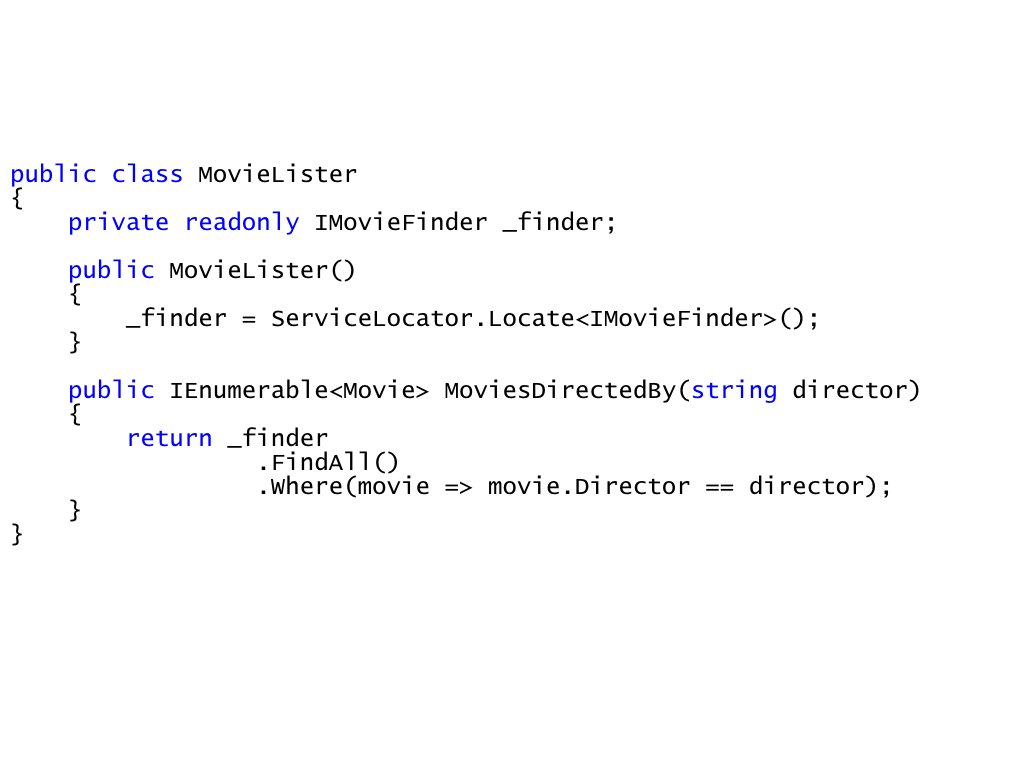 public class MovieLister
{
    private readonly IMovieFinder _finder;

    public MovieLister()
    {
        _finder = ServiceLocator.Locate<IMovieFinder>();
    }

    public IEnumerable<Movie> MoviesDirectedBy(string director)
    {
        return _finder
                 .FindAll()
                 .Where(movie => movie.Director == director);
    }
}